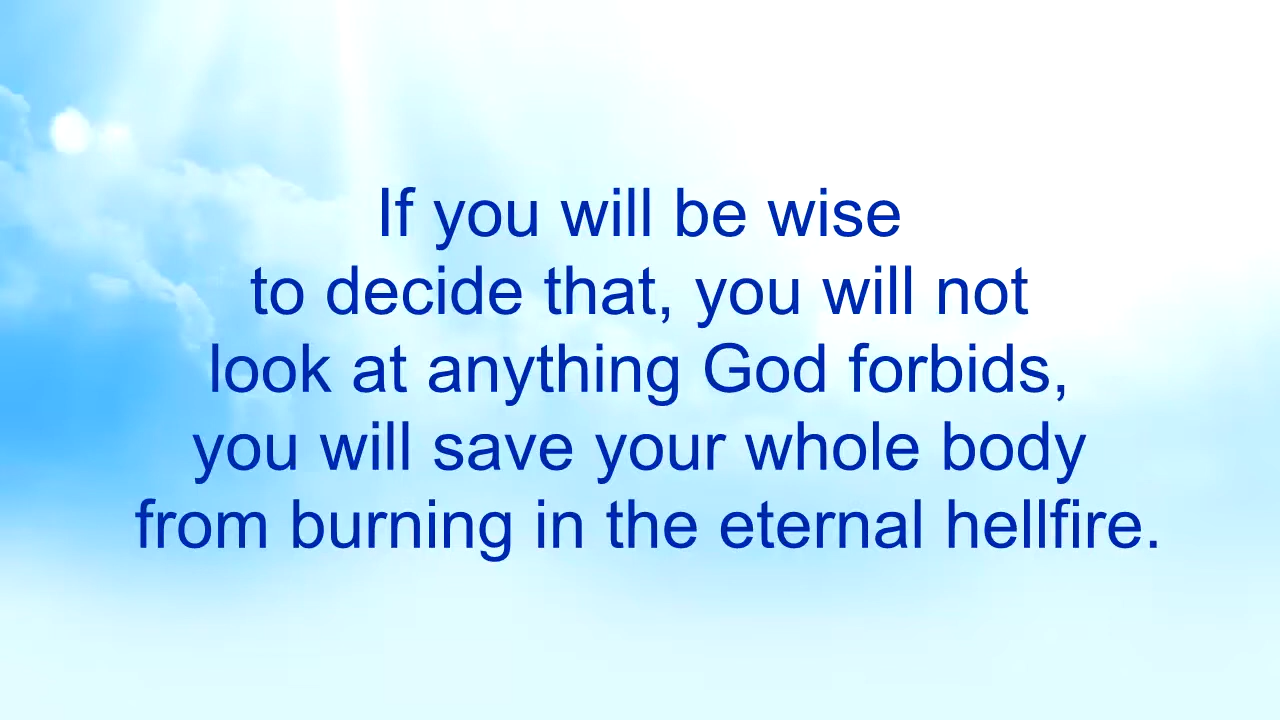 If you will be wise
to decide that, you will not
look at anything God forbids,
you will save your whole body
from burning in the eternal hellfire.